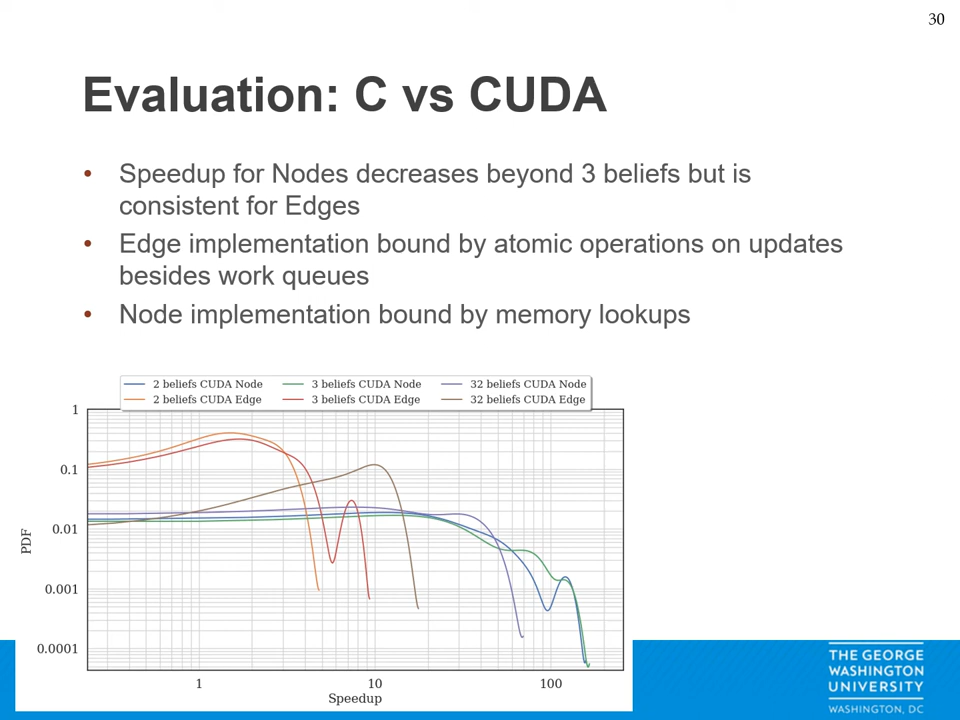 30
Evaluation: C vs CUDA
• Speedup for Nodes decreases beyond 3 beliefs but is
consistent for Edges
• Edge implementation bound by atomic operations on updates
besides work queues
• Node implementation bound by memory lookups
2 beliefs CUDA Node 3 beliefs CUDA Node 32 beliefs CUDA Node
2 beliefs CUDA Edge 3 beliefs CUDA Edge 32 beliefs CUDA Edge
1
0.1
0.01
0.001
0.0001
PDF
1 10 100
Speedup
THE GEORGE
WASHINGTON
UNIVERSITY
WASHINGTON, DC